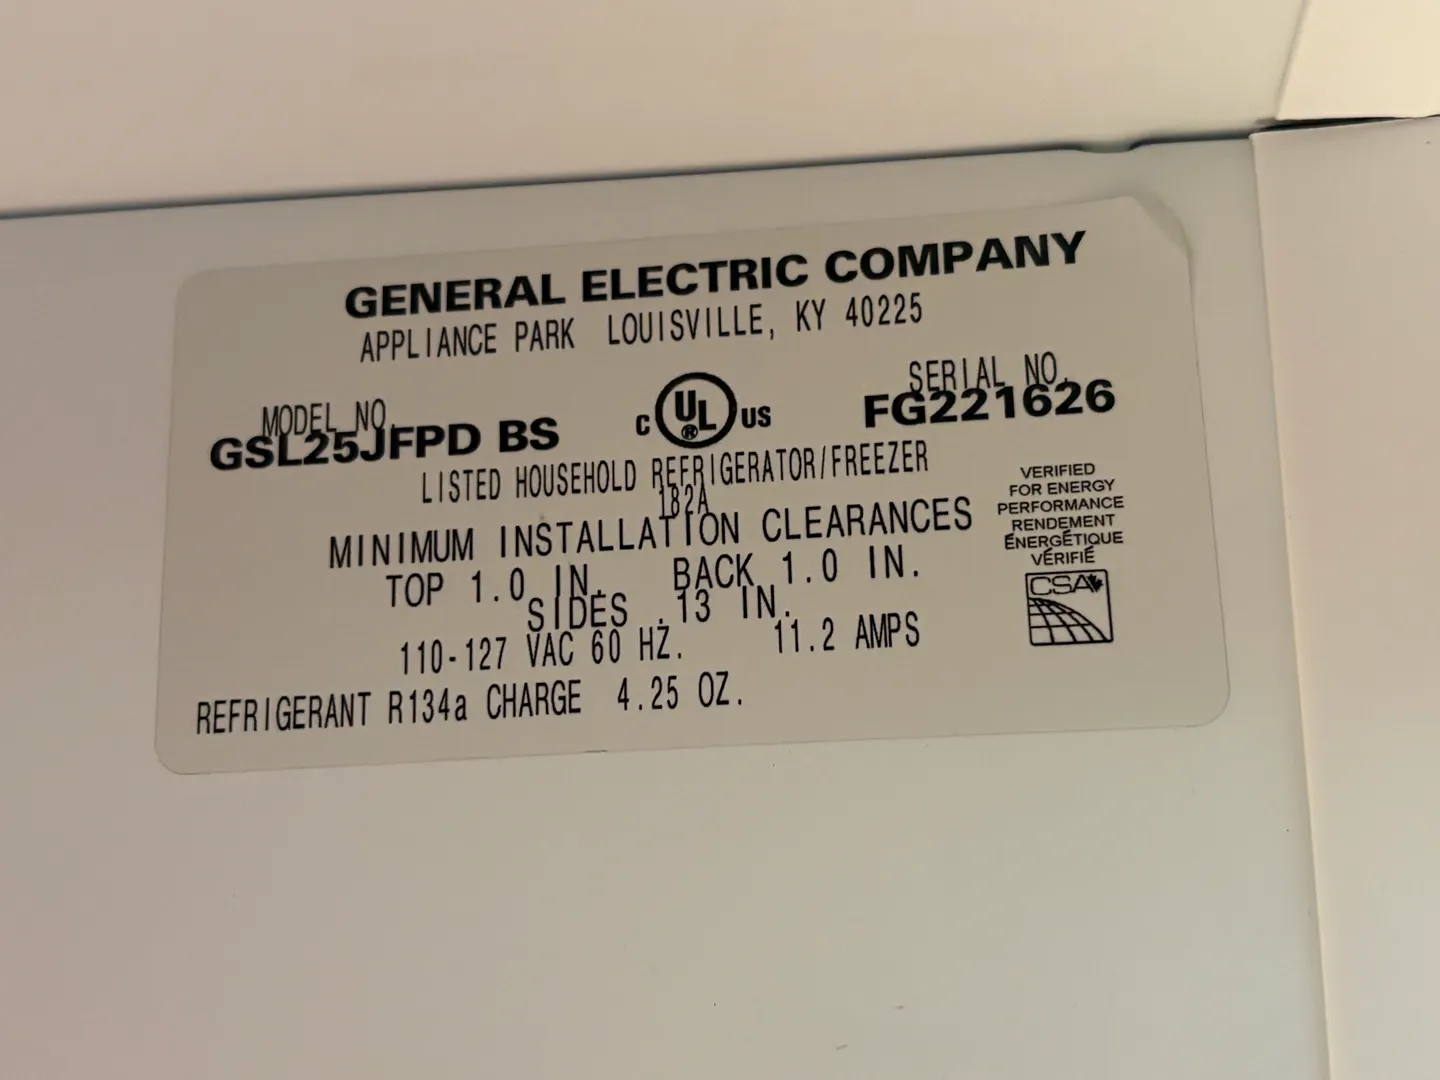 GENERAL ELECTRIC COMPANY
APPLIANCE PARK LOUISVILLE, KY 40225
MODEL NO.
GSL25JFPD BS
C UL ® US
SERIAL NO.
FG221626
LISTED HOUSEHOLD REFRIGERATOR/FREEZER
182A
MINIMUM INSTALLATION CLEARANCES
TOP 1.0 IN. BACK 1.0 IN.
SIDES .13 IN.
110-127 VAC 60 HZ. 11.2 AMPS
REFRIGERANT R134a CHARGE 4.25 OZ.
VERIFIED
FOR ENERGY
PERFORMANCE
RENDEMENT
ÉNERGÉTIQUE
VÉRIFIÉ
CSA